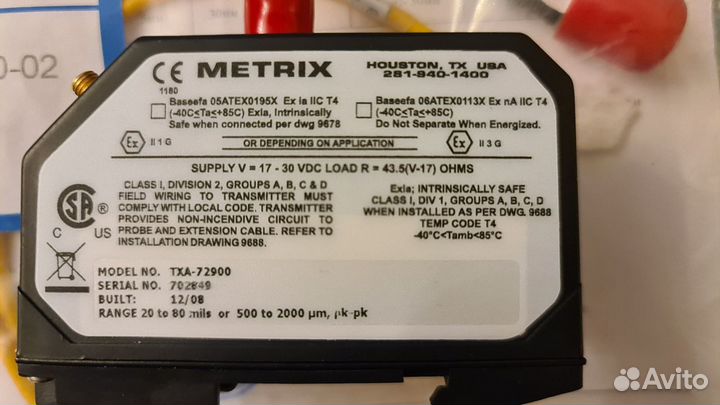 0-02
CE METRIX
1180
HOUSTON, TX USA
281-940-1400
Baseefa 05ATEX0195X Ex ia IIC T4
(-40C≤Ta≤+85C) Exia, Intrinsically
Safe when connected per dwg 9678
Baseefa 06ATEX0113X Ex nA IIC T4
(-40C≤Ta≤+85C)
Do Not Separate When Energized.
Ex II 1 G
OR DEPENDING ON APPLICATION
Ex II 3 G
SUPPLY V = 17 - 30 VDC LOAD R = 43.5(V-17) OHMS
CLASS I, DIVISION 2, GROUPS A, B, C & D
FIELD WIRING TO TRANSMITTER MUST
COMPLY WITH LOCAL CODE. TRANSMITTER
PROVIDES NON-INCENDIVE CIRCUIT TO
PROBE AND EXTENSION CABLE. REFER TO
INSTALLATION DRAWING 9688.
SA ®
C US
Exia; INTRINSICALLY SAFE
CLASS I, DIV 1, GROUPS A, B, C, D
WHEN INSTALLED AS PER DWG. 9688
TEMP CODE T4
-40°C<Tamb<85°C
MODEL NO. TXA-72900
SERIAL NO. 702849
BUILT: 12/08
RANGE 20 to 80 mils or 500 to 2000 µm, pk-pk
Avito